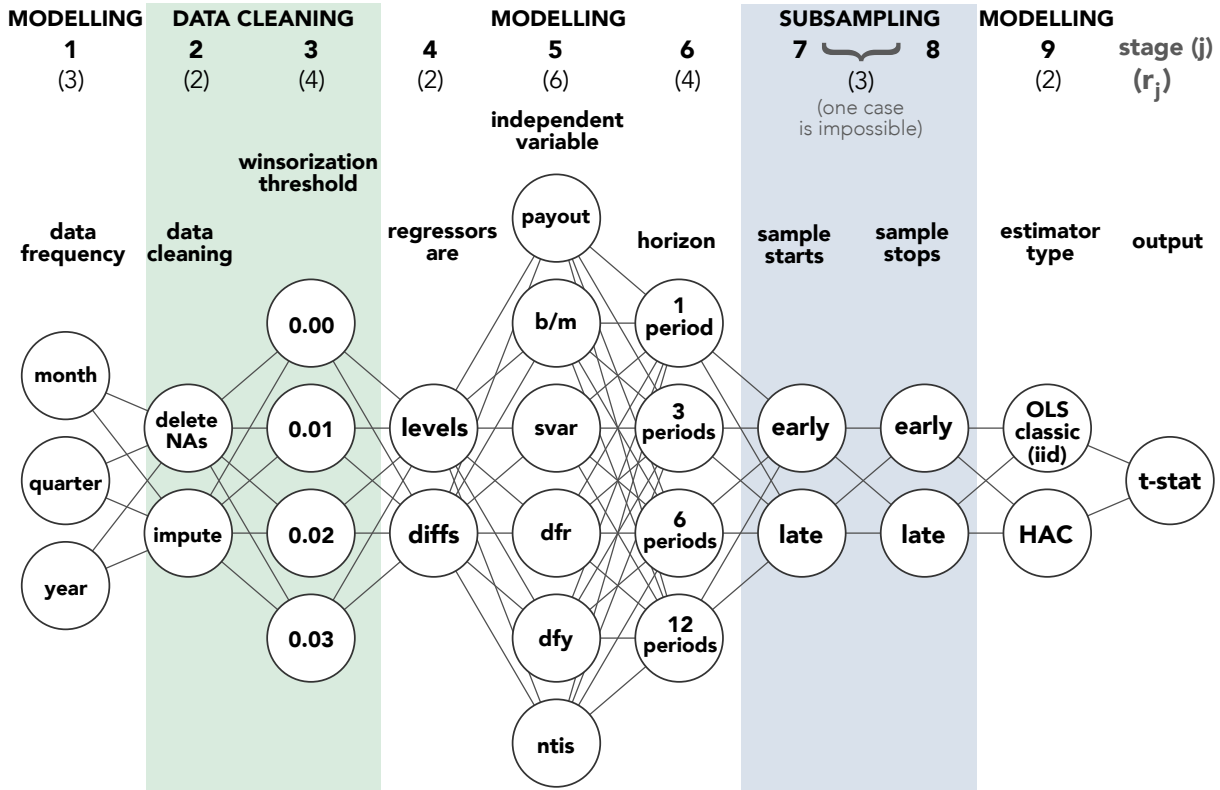 MODELLING DATA CLEANING MODELLING SUBSAMPLING MODELLING
1 2 3 4 5 6 7 8 9 stage (j)
(3) (2) (4) (2) (6) (4) (3) (2) (rj)
(one case
is impossible)
independent
variable
winsorization
threshold
data
frequency
data
cleaning
regressors
are
horizon
sample
starts
sample
stops
estimator
type
output
month
quarter
year
delete
NAs
impute
0.00
0.01
0.02
0.03
levels
diffs
payout
b/m
svar
dfr
dfy
ntis
1
period
3
periods
6
periods
12
periods
early
late
early
late
OLS
classic
(iid)
HAC
t-stat